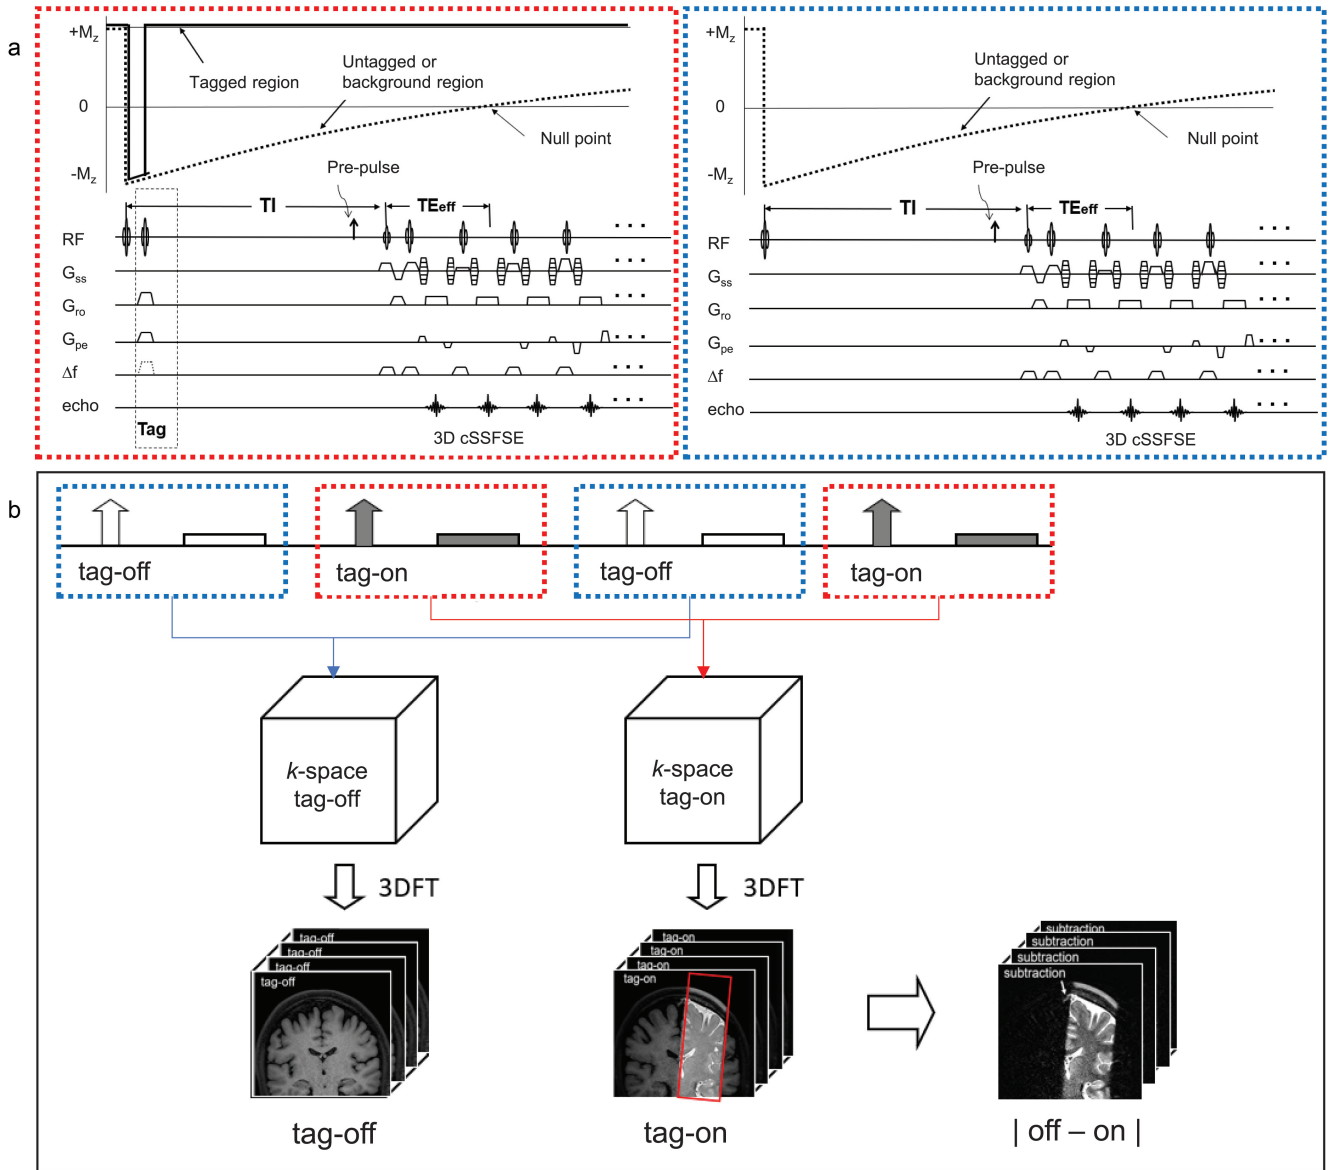 a
+Mz
0
-Mz
Tagged region
Untagged or
background region
Null point
Pre-pulse
TI
TEeff
RF
Gss
Gro
Gpe
Δf
echo
Tag
3D cSSFSE
+Mz
0
-Mz
Untagged or
background region
Null point
Pre-pulse
TI
TEeff
RF
Gss
Gro
Gpe
Δf
echo
3D cSSFSE
b
tag-off
tag-on
tag-off
tag-on
k-space
tag-off
k-space
tag-on
3DFT
3DFT
tag-off
tag-off
tag-off
tag-off
tag-on
tag-on
tag-on
tag-on
subtraction
subtraction
subtraction
subtraction
tag-off
tag-on
| off – on |